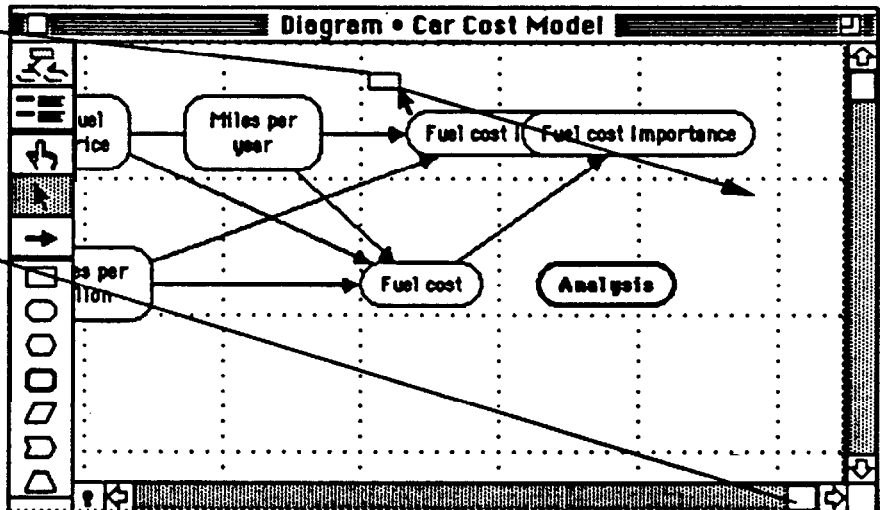 Diagram • Car Cost Model
uel
rice
Miles per
year
Fuel cost i
Fuel cost importance
es per
llon
Fuel cost
Analysis